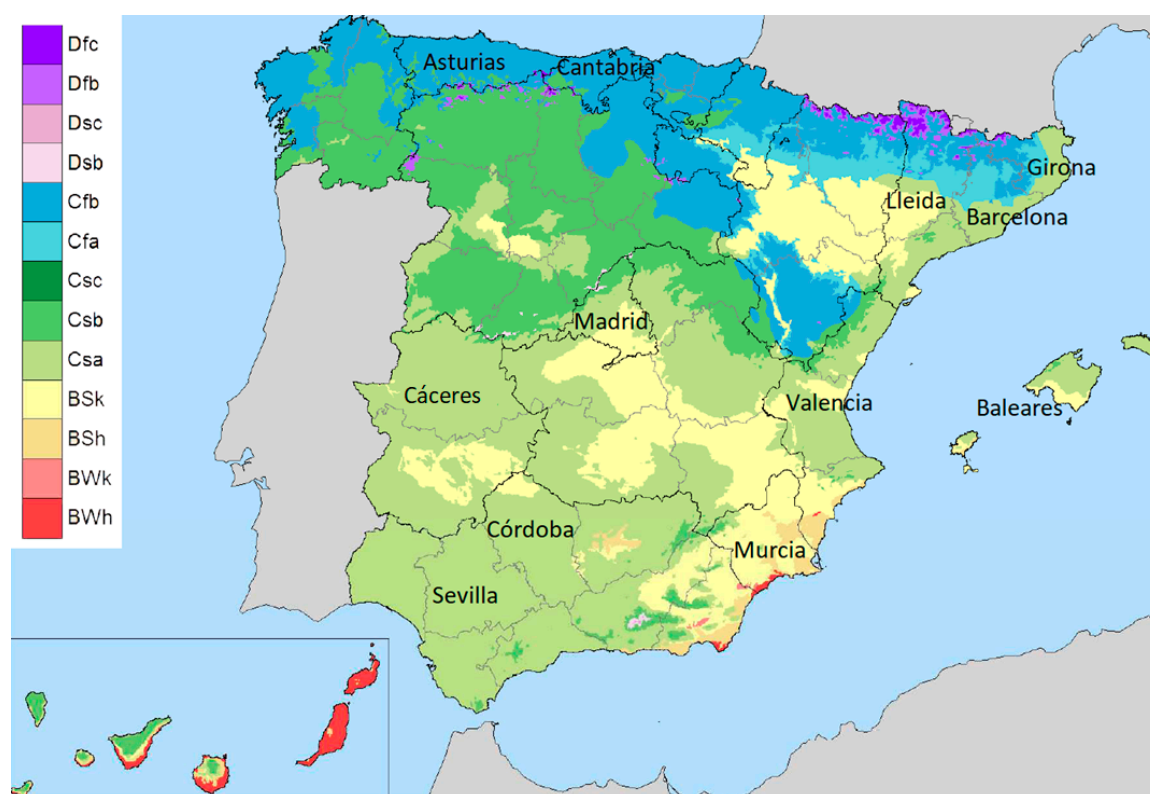 Dfc
Dfb
Dsc
Dsb
Cfb
Cfa
Csc
Csb
Csa
BSk
BSh
BWk
BWh
Asturias
Cantabria
Girona
Lleida
Barcelona
Madrid
Cáceres
Valencia
Baleares
Córdoba
Murcia
Sevilla